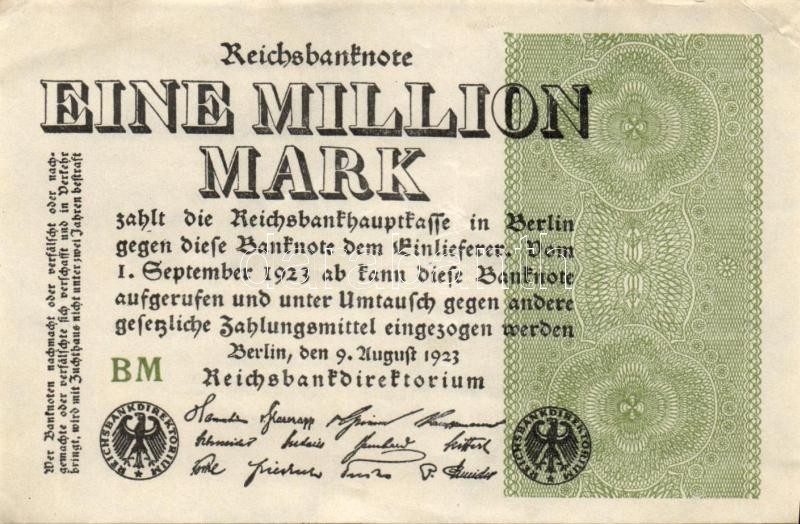 Reichsbanknote
EINE MILLION
MARK
zahlt die Reichsbankhauptkasse in Berlin
gegen diese Banknote dem Einlieferer. Vom
1. September 1923 ab kann diese Banknote
aufgerufen und unter Umtausch gegen andere
gesetzliche Zahlungsmittel eingezogen werden
Berlin, den 9. August 1923
Reichsbankdirektorium
BM
Wer Banknoten nachmacht oder verfälscht oder nach-
gemachte oder verfälschte sich verschafft und in Verkehr
bringt, wird mit Zuchthaus nicht unter zwei Jahren bestraft
REICHSBANKDIREKTORIUM
REICHSBANKDIREKTORIUM